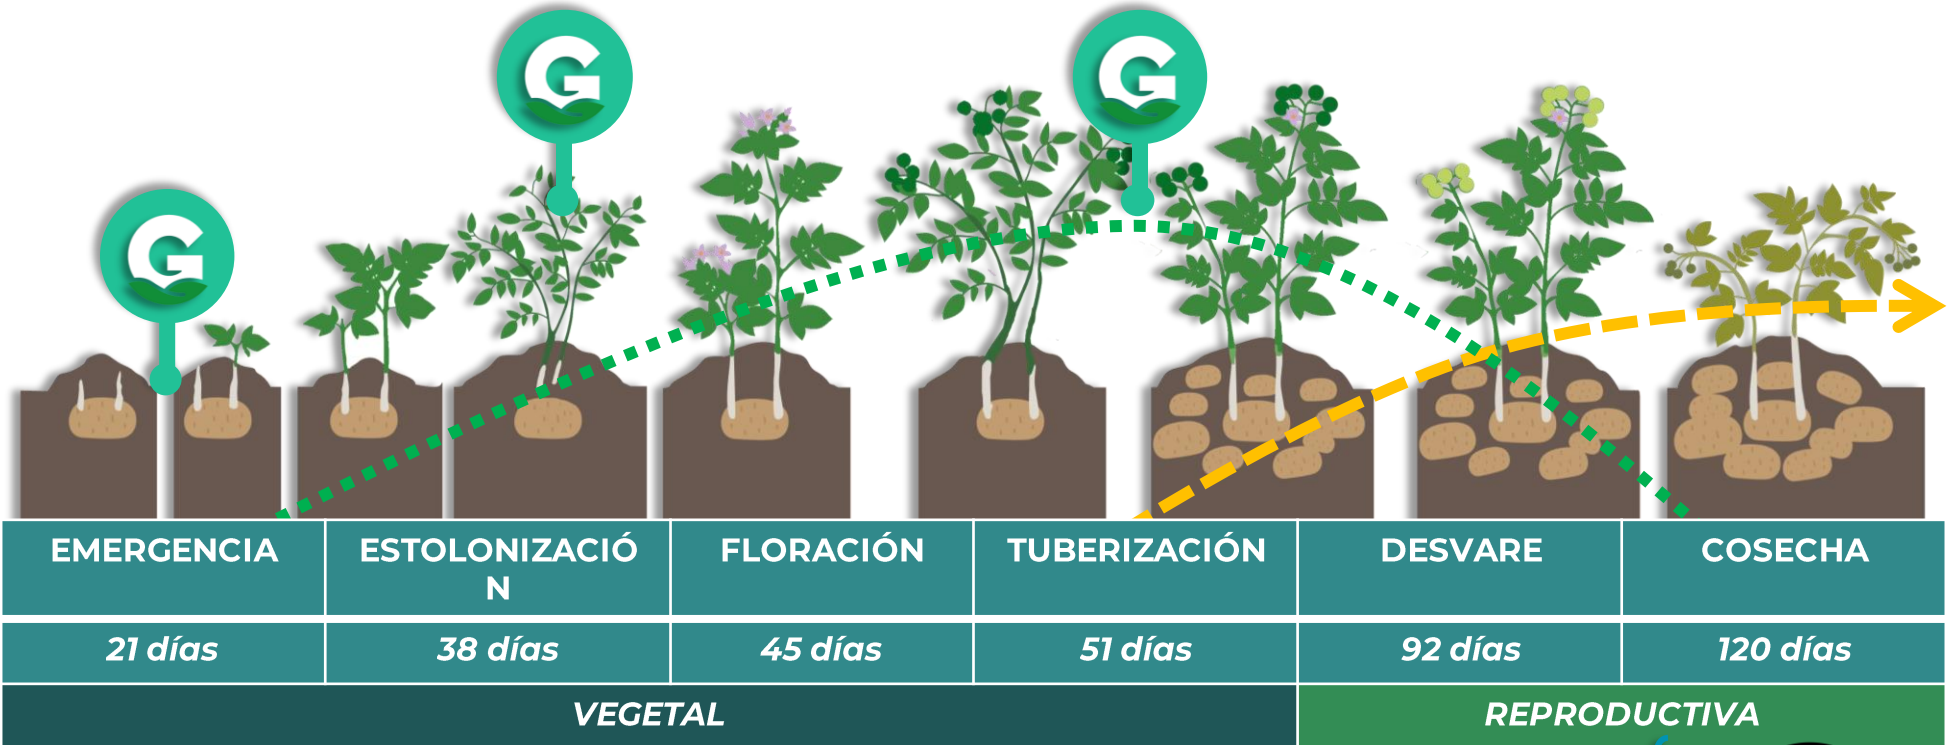 G
G
G
EMERGENCIA
ESTOLONIZACIÓ
N
FLORACIÓN
TUBERIZACIÓN
DESVARE
COSECHA
21 días
38 días
45 días
51 días
92 días
120 días
VEGETAL
REPRODUCTIVA